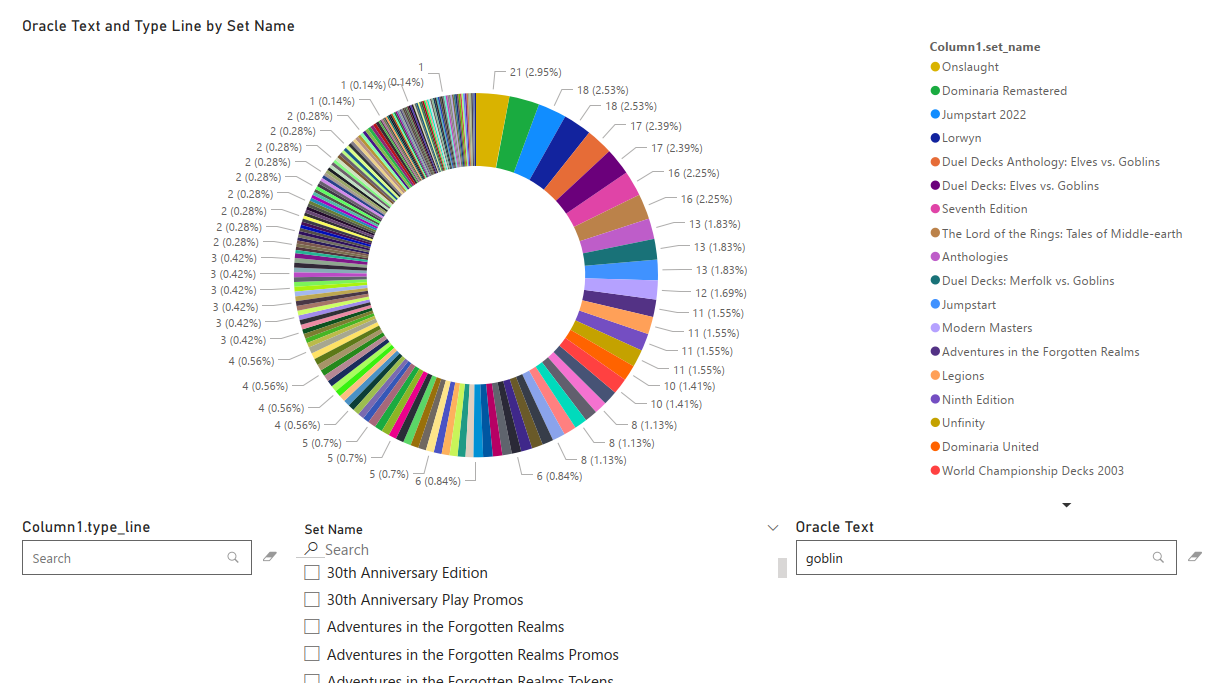 Oracle Text and Type Line by Set Name
21 (2.95%)
18 (2.53%)
18 (2.53%)
17 (2.39%)
17 (2.39%)
16 (2.25%)
16 (2.25%)
13 (1.83%)
13 (1.83%)
13 (1.83%)
12 (1.69%)
11 (1.55%)
11 (1.55%)
11 (1.55%)
11 (1.55%)
10 (1.41%)
10 (1.41%)
8 (1.13%)
8 (1.13%)
8 (1.13%)
6 (0.84%)
6 (0.84%)
5 (0.7%)
5 (0.7%)
5 (0.7%)
4 (0.56%)
4 (0.56%)
4 (0.56%)
4 (0.56%)
3 (0.42%)
3 (0.42%)
3 (0.42%)
3 (0.42%)
3 (0.42%)
2 (0.28%)
2 (0.28%)
2 (0.28%)
2 (0.28%)
2 (0.28%)
2 (0.28%)
2 (0.28%)
2 (0.28%)
2 (0.28%)
1 (0.14%)
1 (0.14%)
1
(0.14%)
Column1.set_name
Onslaught
Dominaria Remastered
Jumpstart 2022
Lorwyn
Duel Decks Anthology: Elves vs. Goblins
Duel Decks: Elves vs. Goblins
Seventh Edition
The Lord of the Rings: Tales of Middle-earth
Anthologies
Duel Decks: Merfolk vs. Goblins
Jumpstart
Modern Masters
Adventures in the Forgotten Realms
Legions
Ninth Edition
Unfinity
Dominaria United
World Championship Decks 2003
Column1.type_line
Search
Set Name
Search
30th Anniversary Edition
30th Anniversary Play Promos
Adventures in the Forgotten Realms
Adventures in the Forgotten Realms Promos
Adventures in the Forgotten Realms Tokens
Oracle Text
goblin